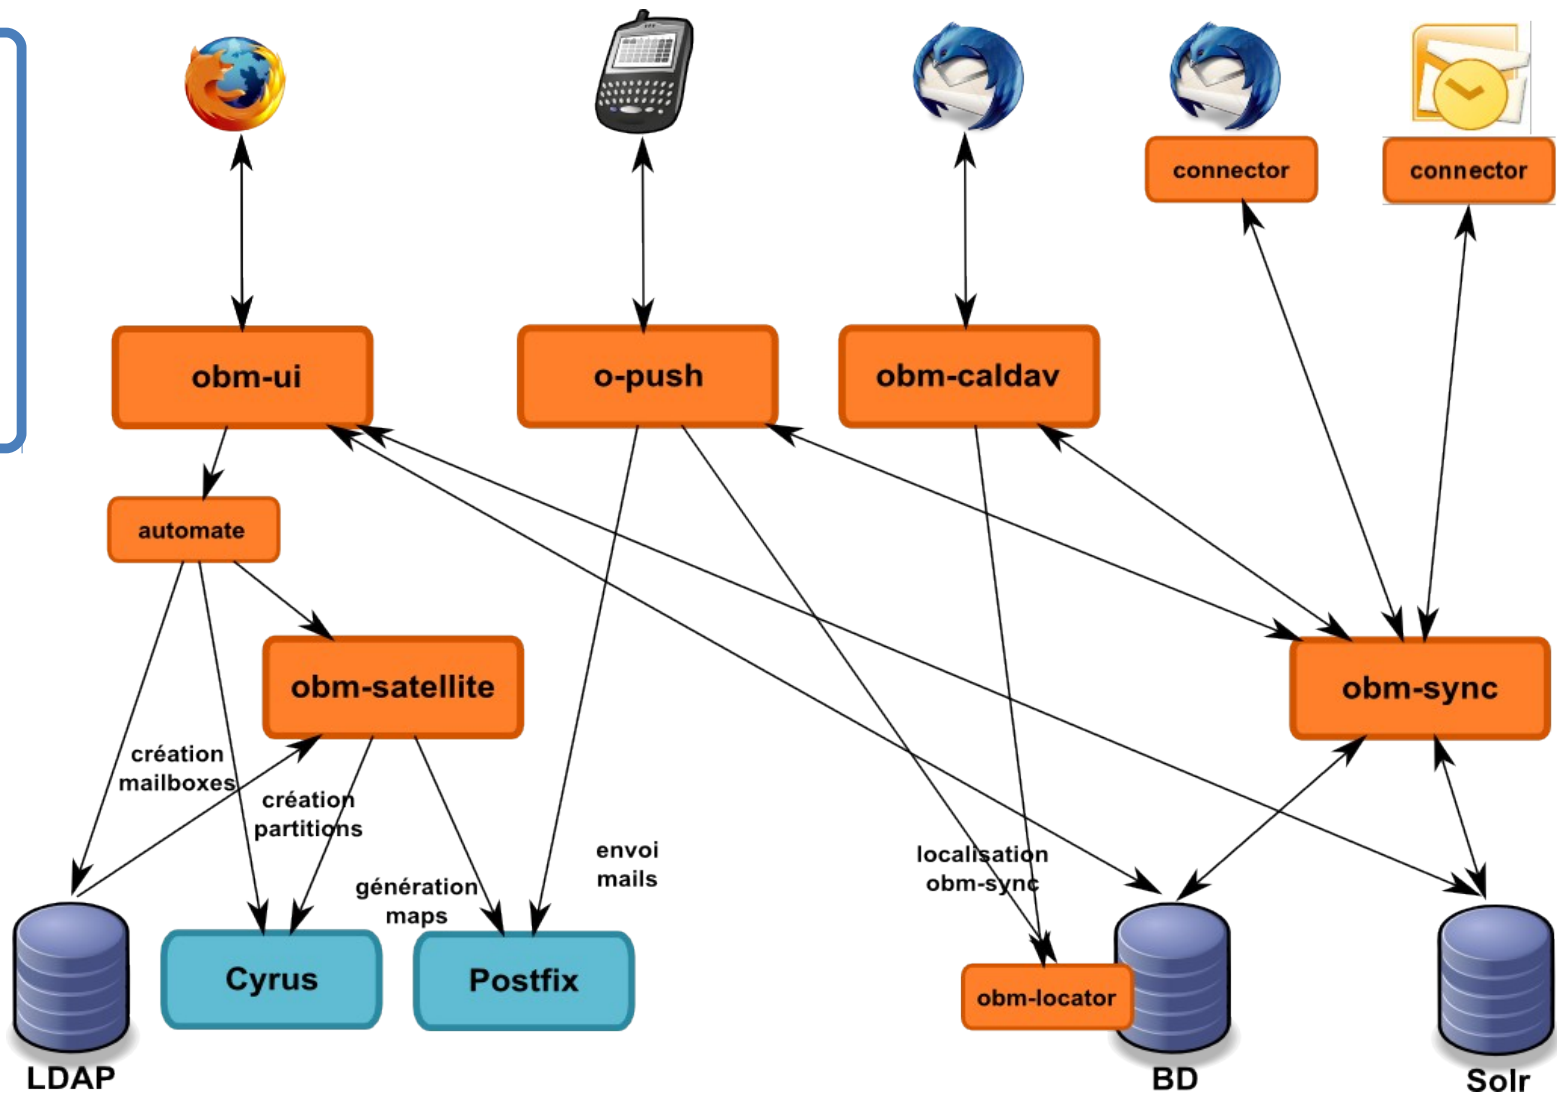 connector
connector
obm-ui
o-push
obm-caldav
automate
obm-satellite
obm-sync
création
mailboxes
création
partitions
génération
maps
envoi
mails
localisation
obm-sync
Cyrus
Postfix
obm-locator
LDAP
BD
Solr